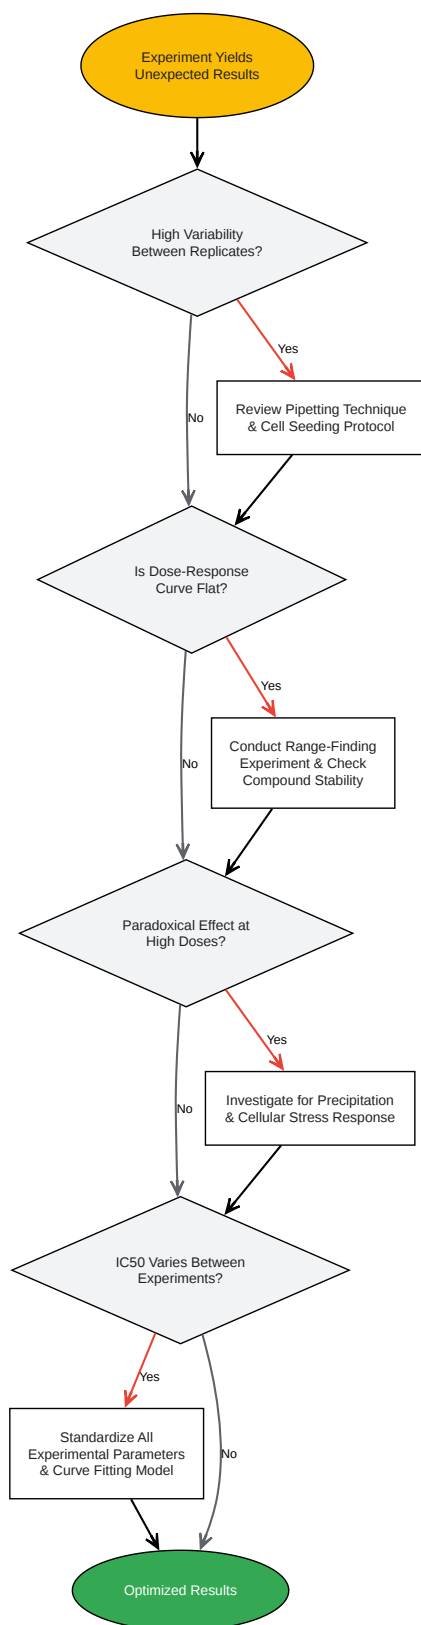 Experiment Yields
Unexpected Results
High Variability
Between Replicates?
Yes
Review Pipetting Technique
& Cell Seeding Protocol
No
Is Dose-Response
Curve Flat?
Yes
Conduct Range-Finding
Experiment & Check
Compound Stability
No
Paradoxical Effect at
High Doses?
Yes
Investigate for Precipitation
& Cellular Stress Response
No
IC50 Varies Between
Experiments?
Yes
Standardize All
Experimental Parameters
& Curve Fitting Model
No
Optimized Results